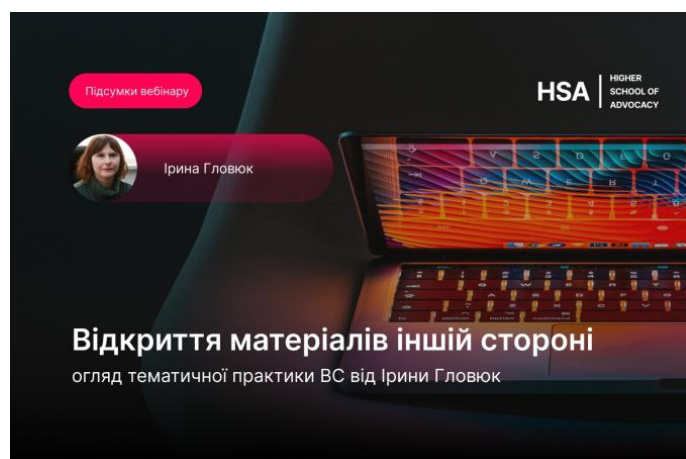 Підсумки вебінару
HSA
HIGHER
SCHOOL OF
ADVOCACY
Ірина Гловюк
Відкриття матеріалів іншій стороні
огляд тематичної практики ВС від Ірини Гловюк